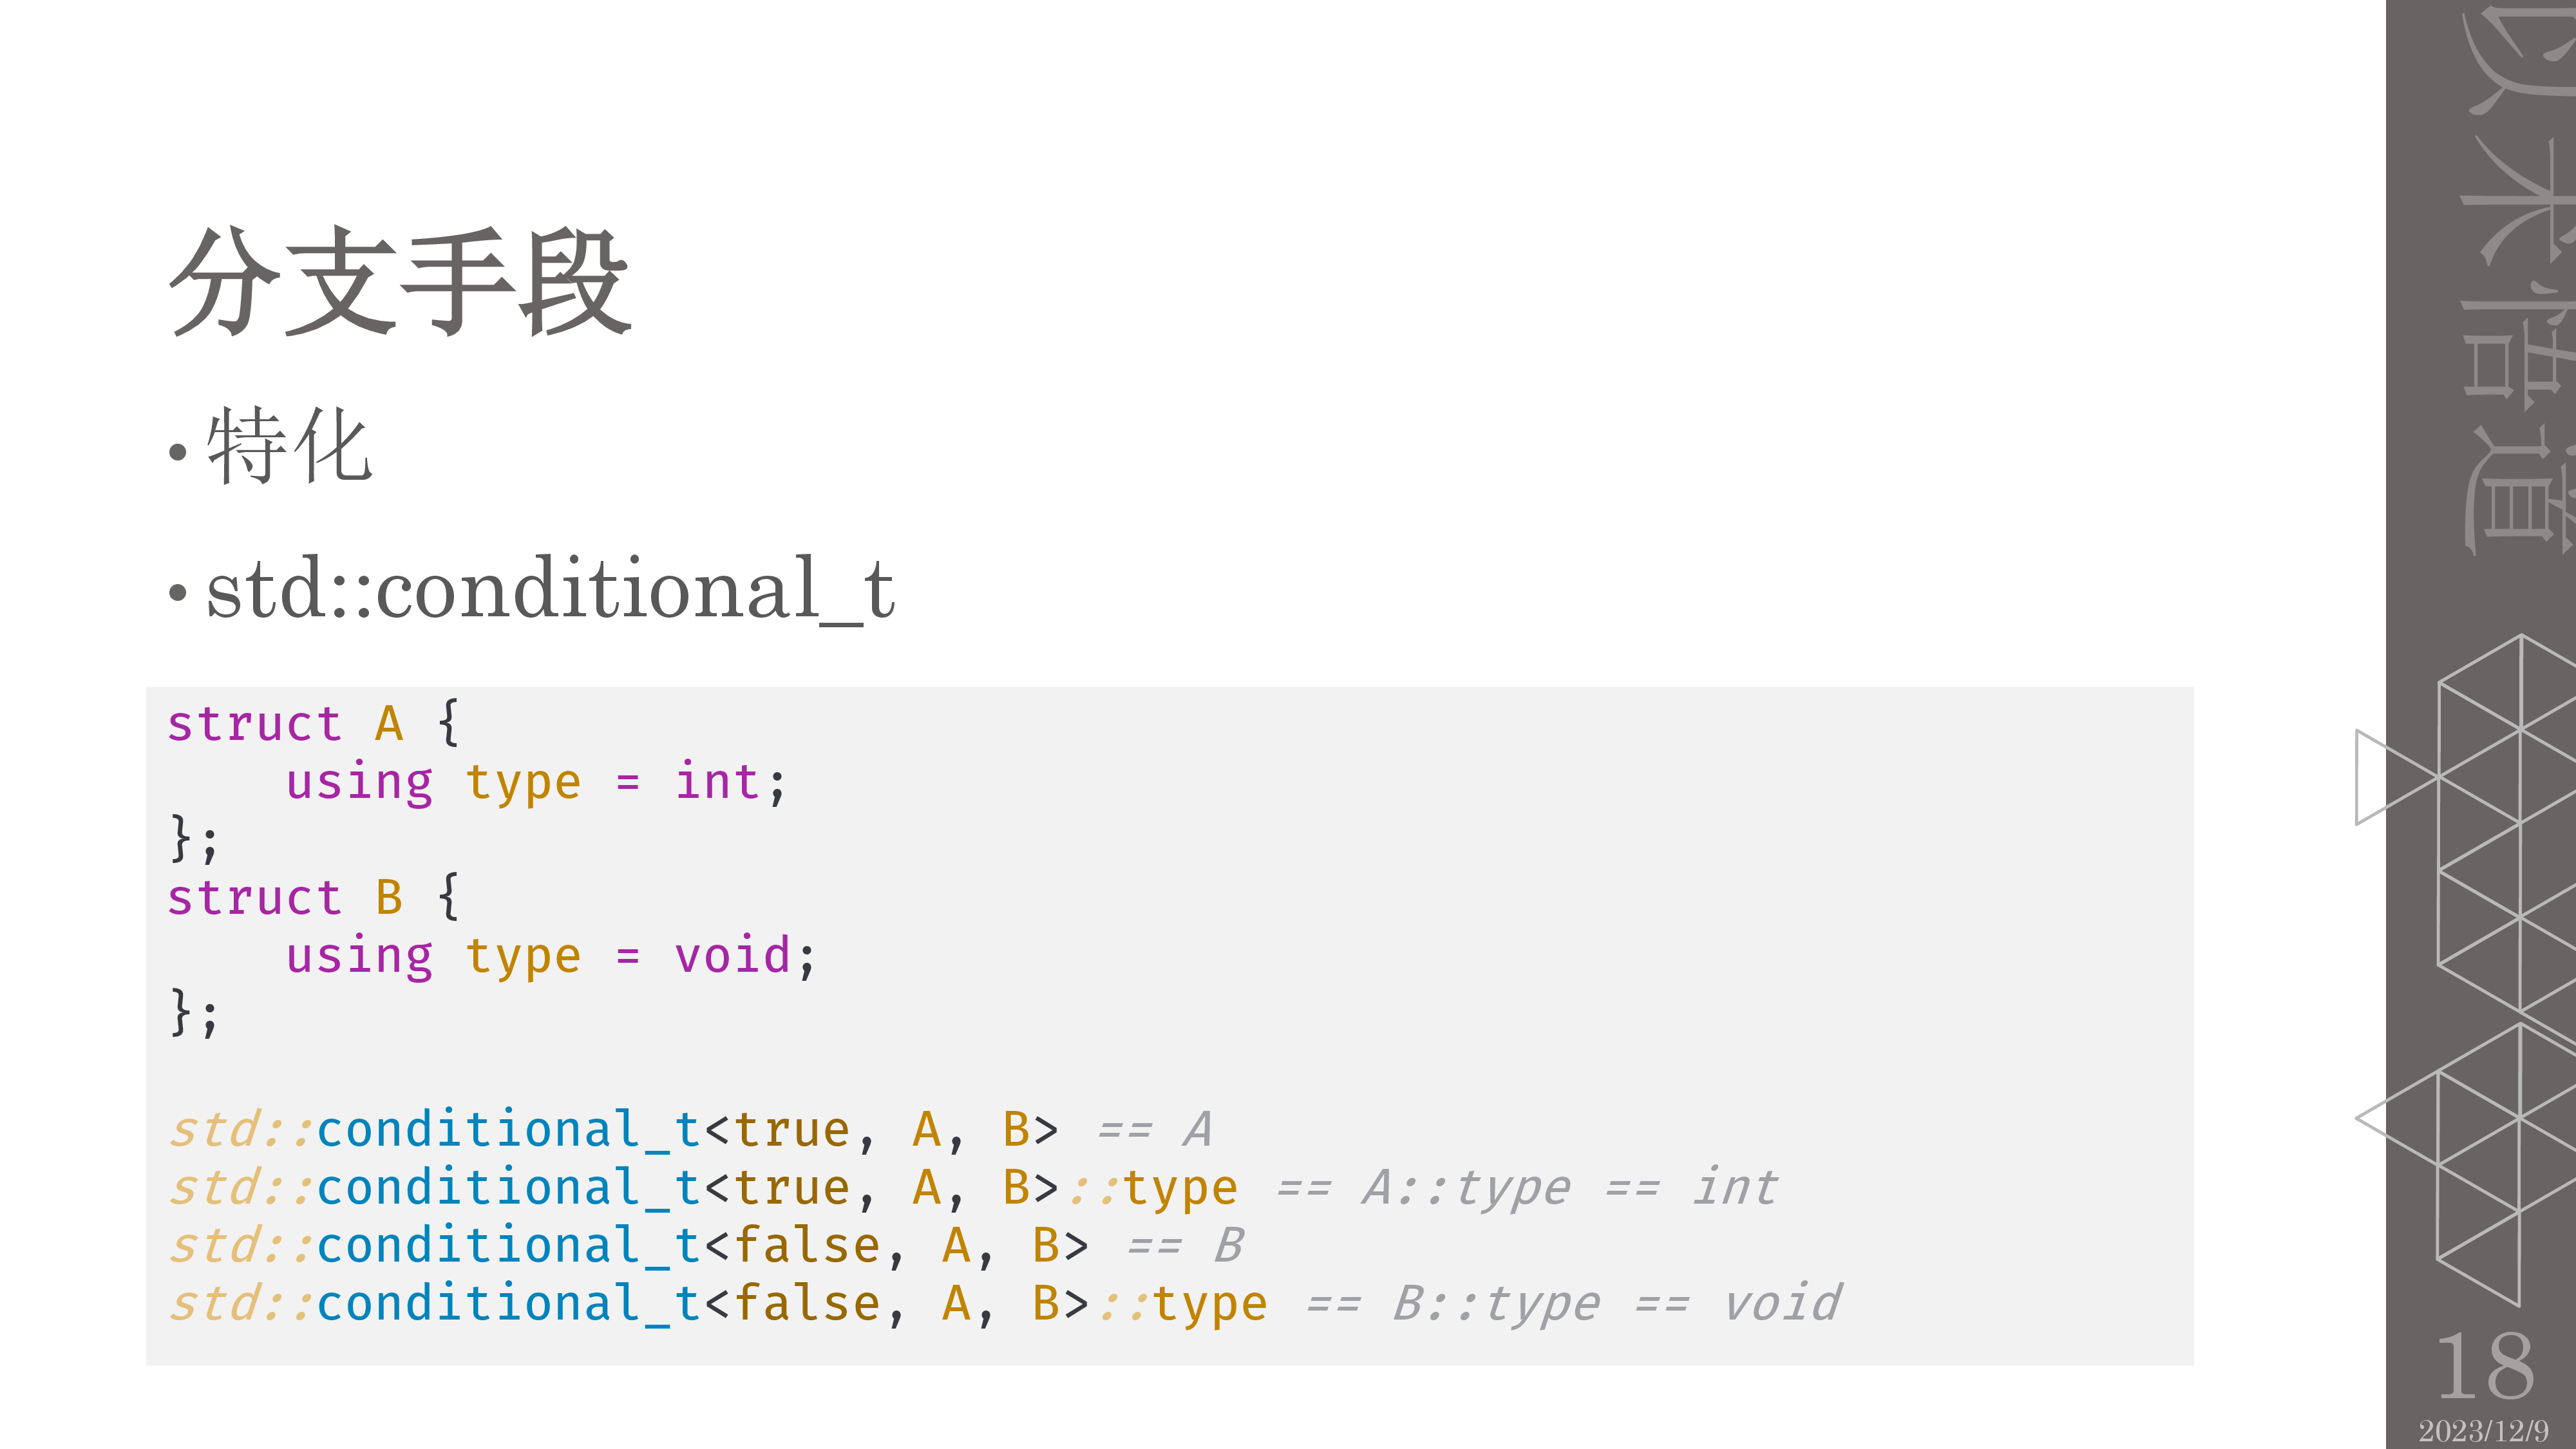 分支手段
• 特化
• std::conditional_t
struct A {
    using type = int;
};
struct B {
    using type = void;
};
std::conditional_t<true, A, B> == A
std::conditional_t<true, A, B>::type == A::type == int
std::conditional_t<false, A, B> == B
std::conditional_t<false, A, B>::type == B::type == void
以术悟道
18
2023/12/9